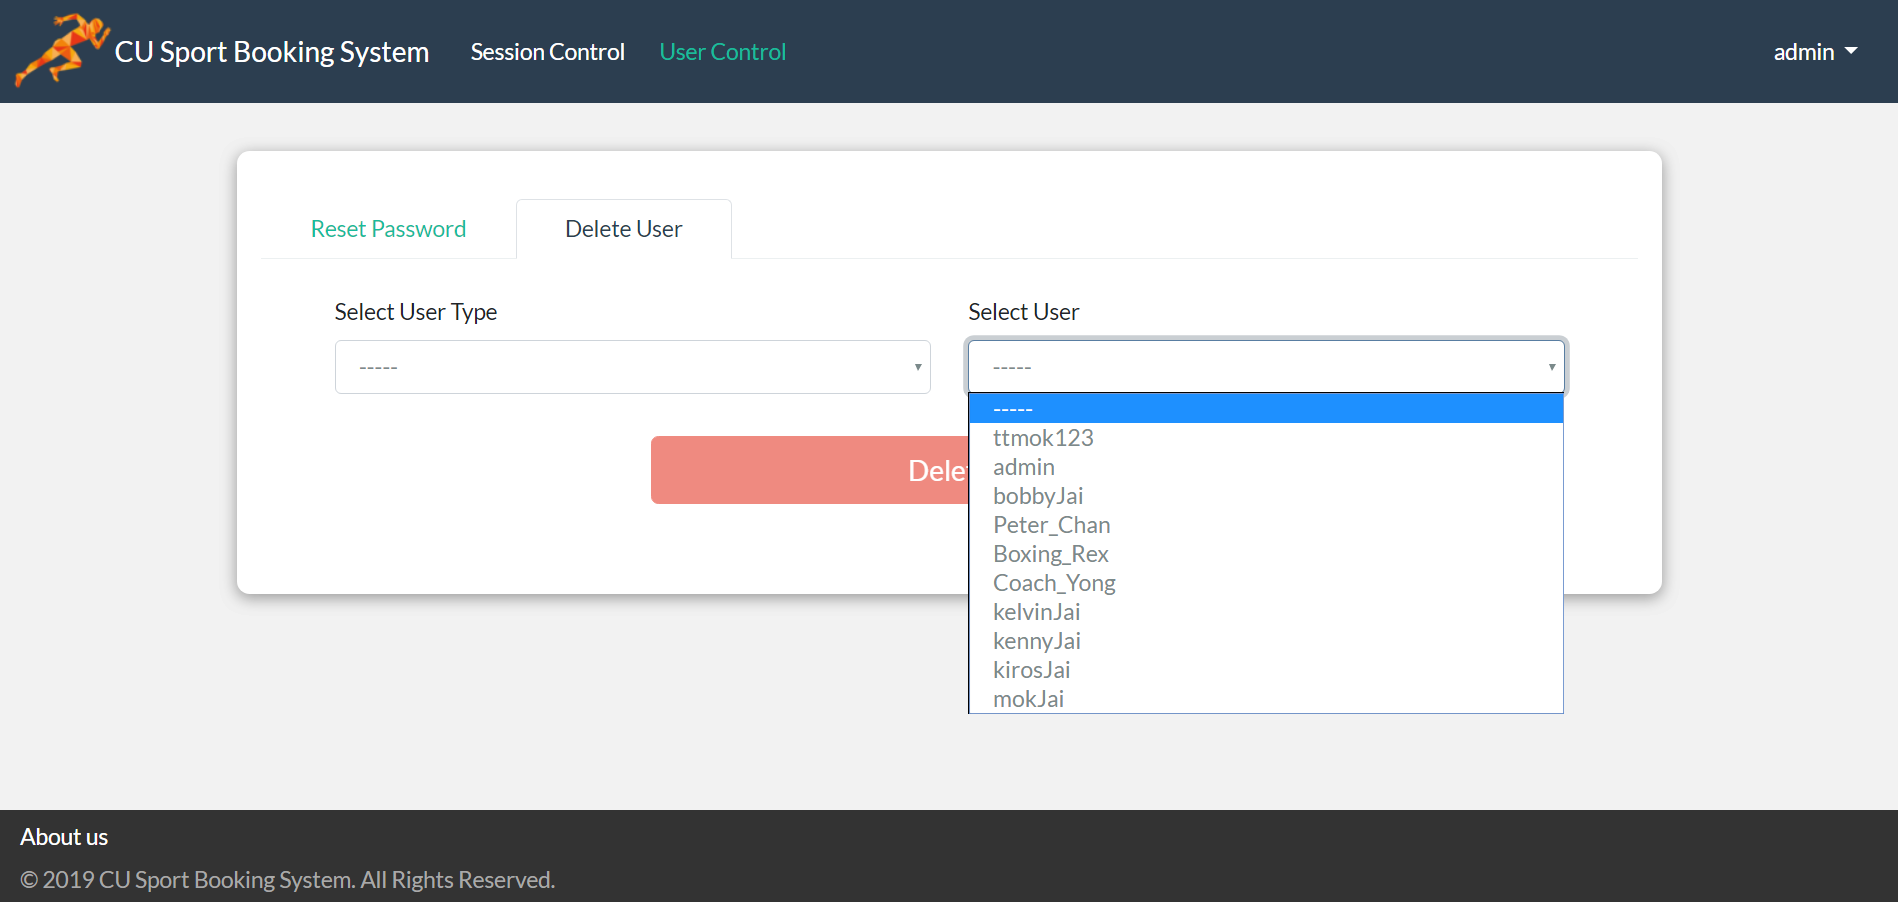 CU Sport Booking System
Session Control
User Control
admin
Reset Password
Delete User
Select User Type
Select User
-----
-----
-----
ttmok123
admin
bobbyJai
Peter_Chan
Boxing_Rex
Coach_Yong
kelvinJai
kennyJai
kirosJai
mokJai
About us
© 2019 CU Sport Booking System. All Rights Reserved.